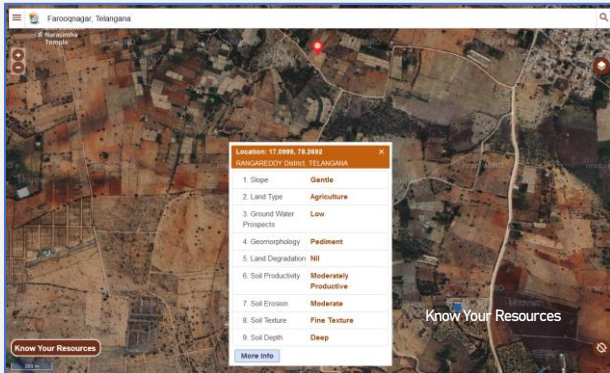 Farooqnagar, Telangana
Narasimha
Temple
Location: 17.0999, 78.2692
RANGAREDDY District, TELANGANA
1. Slope Gentle
2. Land Type Agriculture
3. Ground Water Prospects Low
4. Geomorphology Pediment
5. Land Degradation Nil
6. Soil Productivity Moderately Productive
7. Soil Erosion Moderate
8. Soil Texture Fine Texture
9. Soil Depth Deep
More Info
Know Your Resources
Know Your Resources